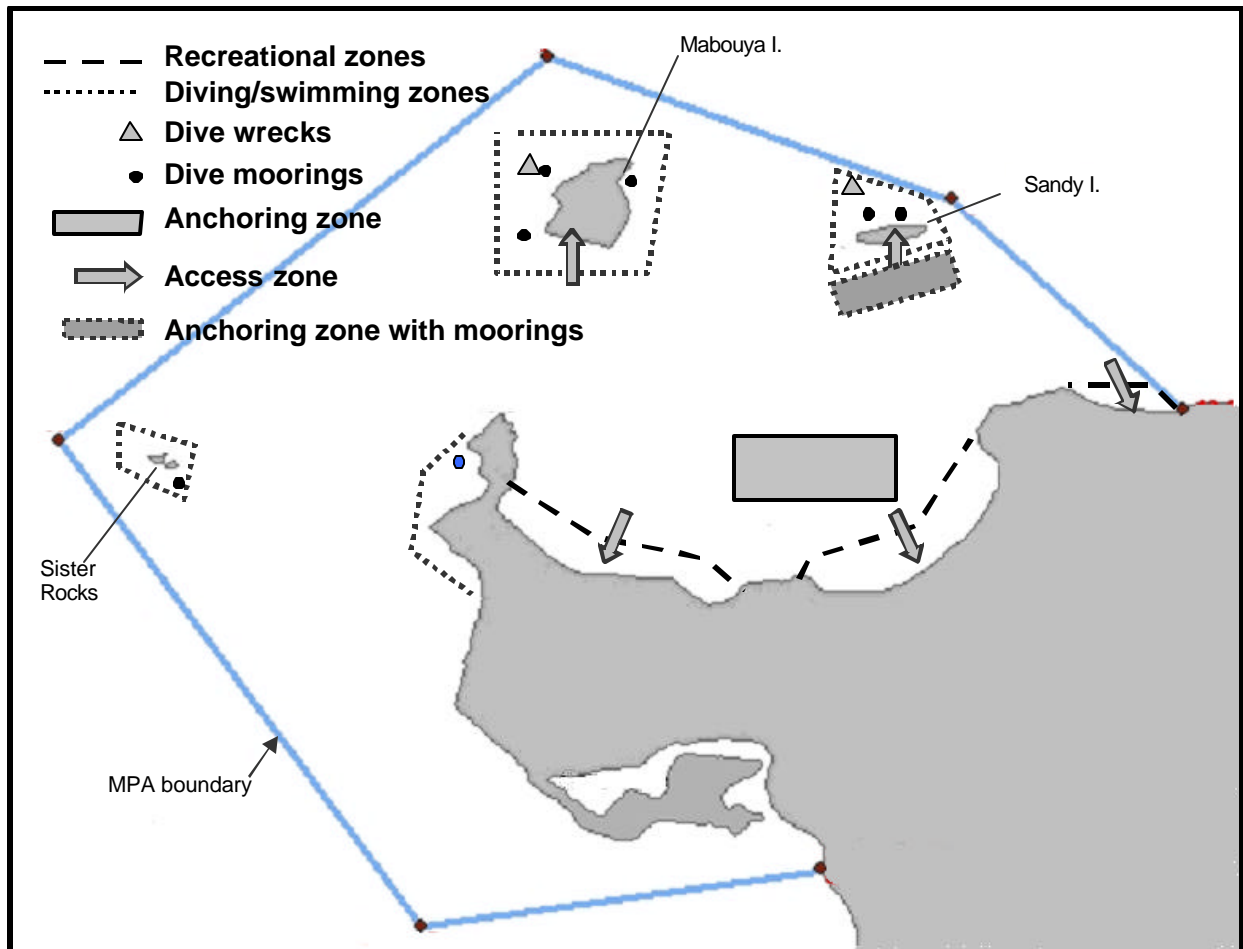 Recreational zones
Diving/swimming zones
Dive wrecks
Dive moorings
Anchoring zone
Access zone
Anchoring zone with moorings
Mabouya I.
Sandy I.
Sister
Rocks
MPA boundary